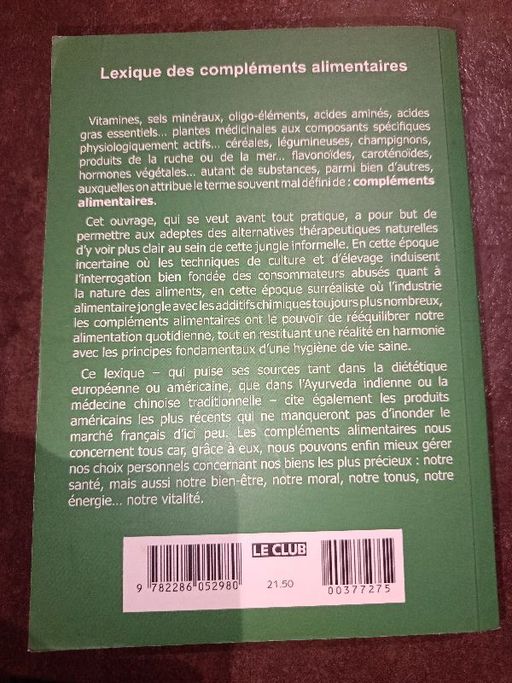 Lexique des compléments alimentaires
Vitamines, sels minéraux, oligo-éléments, acides aminés, acides
gras essentiels... plantes médicinales aux composants spécifiques
physiologiquement actifs... céréales, légumineuses, champignons,
produits de la ruche ou de la mer... flavonoïdes, caroténoïdes,
hormones végétales... autant de substances, parmi bien d'autres,
auxquelles on attribue le terme souvent mal défini de : compléments
alimentaires.
Cet ouvrage, qui se veut avant tout pratique, a pour but de
permettre aux adeptes des alternatives thérapeutiques naturelles
d'y voir plus clair au sein de cette jungle informelle. En cette époque
incertaine où les techniques de culture et d'élevage induisent
l'interrogation bien fondée des consommateurs abusés quant à
la nature des aliments, en cette époque surréaliste où l'industrie
alimentaire jongle avec les additifs chimiques toujours plus nombreux,
les compléments alimentaires ont le pouvoir de rééquilibrer notre
alimentation quotidienne, tout en restituant une réalité en harmonie
avec les principes fondamentaux d'une hygiène de vie saine.
Ce lexique – qui puise ses sources tant dans la diététique
européenne ou américaine, que dans l'Ayurveda indienne ou la
médecine chinoise traditionnelle – cite également les produits
américains les plus récents qui ne manqueront pas d'inonder le
marché français d'ici peu. Les compléments alimentaires nous
concernent tous car, grâce à eux, nous pouvons enfin mieux gérer
nos choix personnels concernant nos biens les plus précieux : notre
santé, mais aussi notre bien-être, notre moral, notre tonus, notre
énergie... notre vitalité.
LE CLUB
21.50
9 782286 052980
00377275